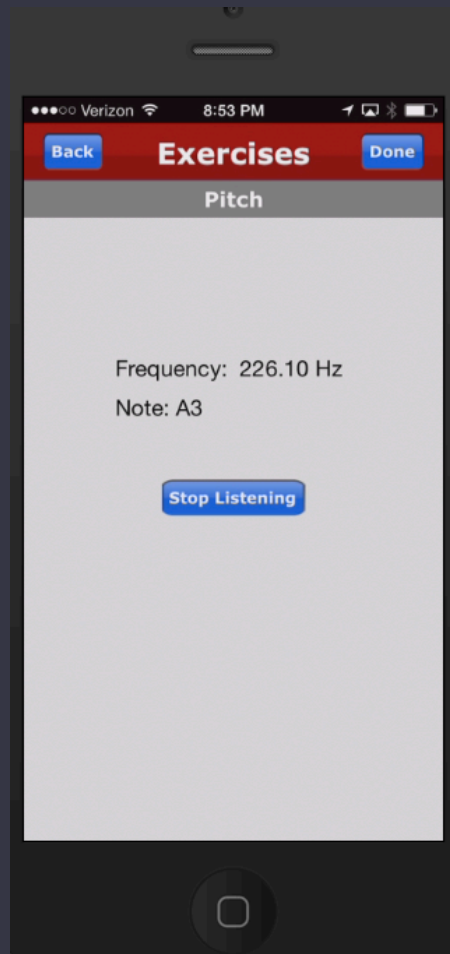 Verizon 8:53 PM
Back Exercises Done
Pitch
Frequency: 226.10 Hz
Note: A3
Stop Listening